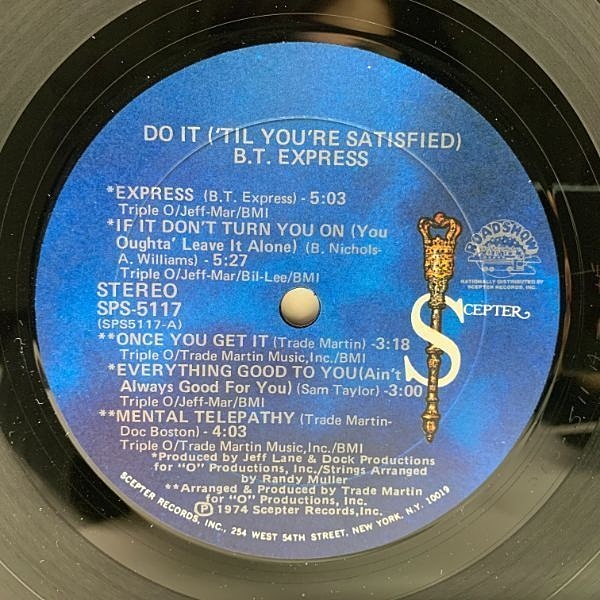 DO IT ('TIL YOU'RE SATISFIED)
B.T. EXPRESS
*EXPRESS (B.T. Express) - 5:03
Triple O/Jeff-Mar/BMI
*IF IT DON'T TURN YOU ON (You
Oughta' Leave It Alone) (B. Nichols-
A. Williams) - 5:27
Triple O/Jeff-Mar/Bil-Lee/BMI
STEREO
SPS-5117
(SPS5117-A)
**ONCE YOU GET IT (Trade Martin) -3:18
Triple O/Trade Martin Music,Inc./BMI
*EVERYTHING GOOD TO YOU (Ain't
Always Good For You) (Sam Taylor) -3:00
Triple O/Jeff-Mar/BMI
**MENTAL TELEPATHY (Trade Martin-
Doc Boston) - 4:03
Triple O/Trade Martin Music,Inc./BMI
*Produced by Jeff Lane & Dock Productions
for "O" Productions, Inc./Strings Arranged
by Randy Muller
**Arranged & Produced by Trade Martin
for "O" Productions, Inc.
℗ 1974 Scepter Records,Inc.
SCEPTER RECORDS, INC., 254 WEST 54TH STREET, NEW YORK, N.Y. 10019
ROADSHOW
NATIONALLY DISTRIBUTED BY
SCEPTER RECORDS, INC.
SCEPTER